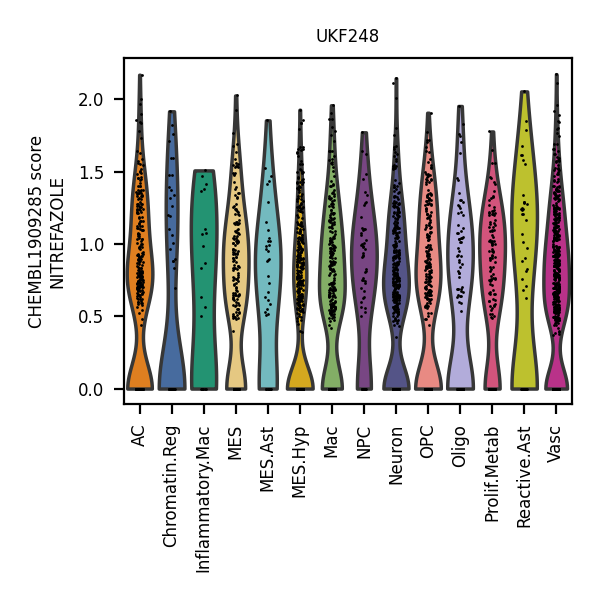 UKF248
CHEMBL1909285 score
NITREFAZOLE
2.0
1.5
1.0
0.5
0.0
AC
Chromatin.Reg
Inflammatory.Mac
MES
MES.Ast
MES.Hyp
Mac
NPC
Neuron
OPC
Oligo
Prolif.Metab
Reactive.Ast
Vasc